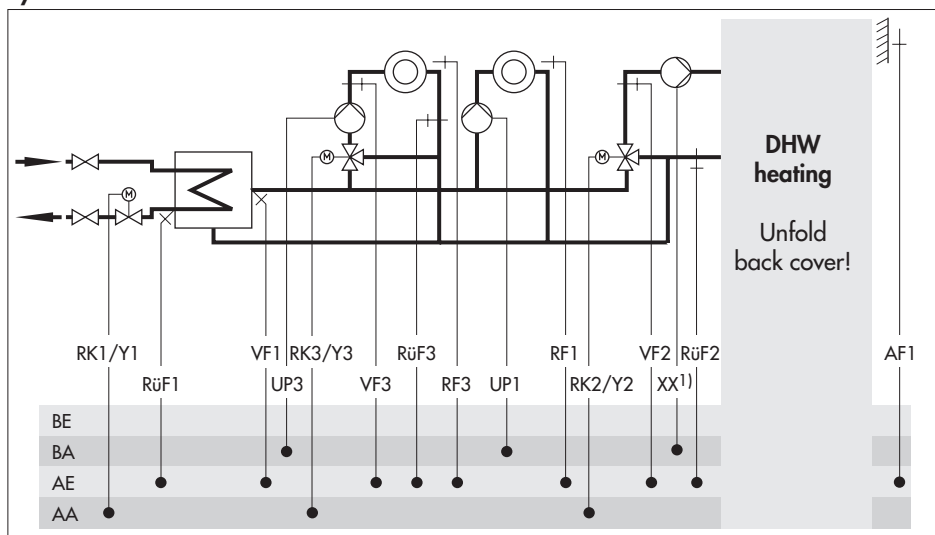 M
M
M
DHW
heating
Unfold
back cover!
RK1/Y1 VF1 RK3/Y3 RüF3 RF1 VF2 RüF2 AF1
RüF1 UP3 VF3 RF3 UP1 RK2/Y2 XX1)
BE
BA
AE
AA